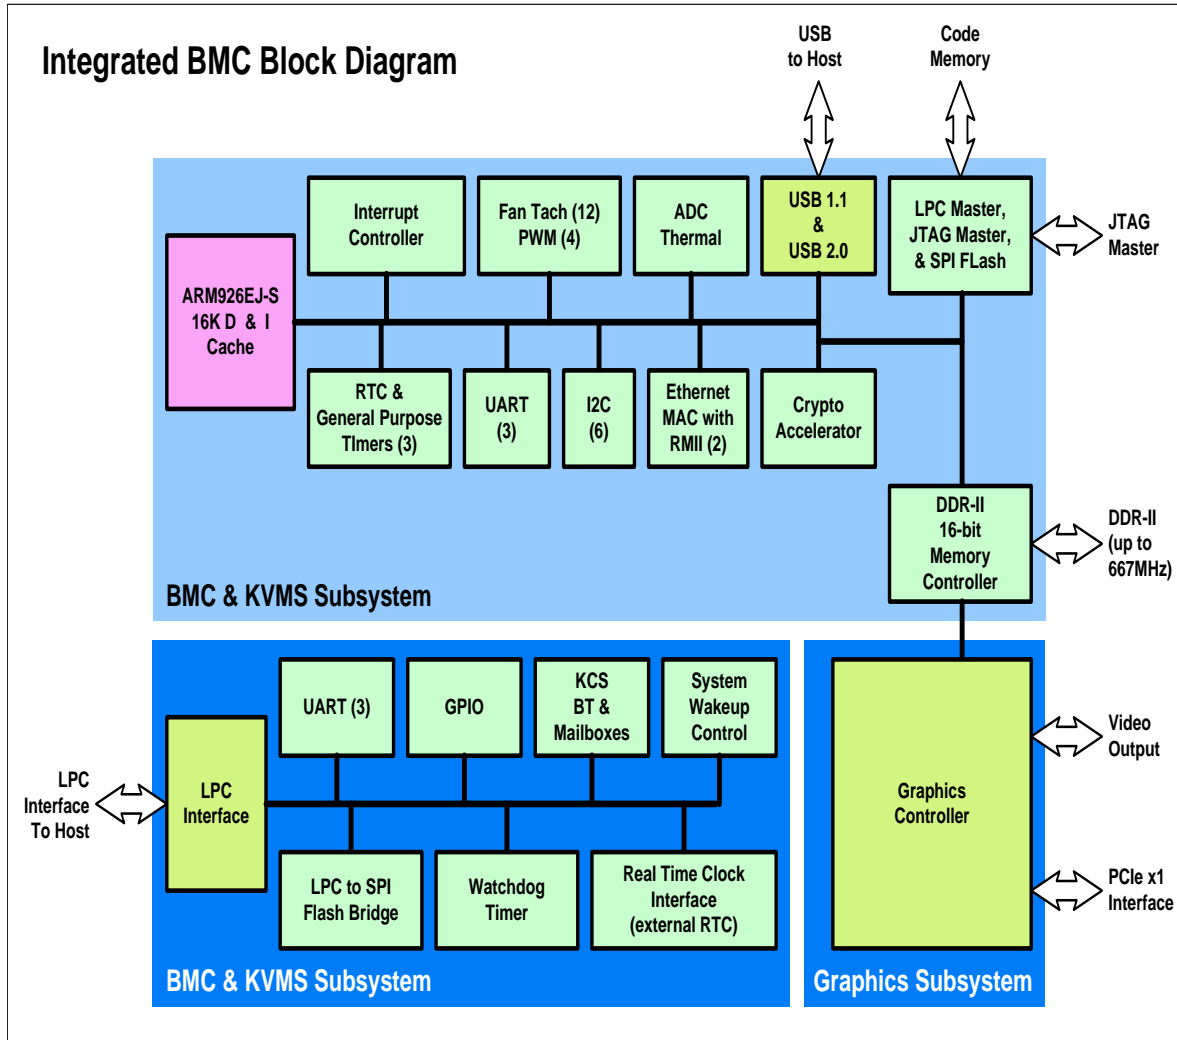 Integrated BMC Block Diagram
USB
to Host
Code
Memory
Interrupt
Controller
Fan Tach (12)
PWM (4)
ADC
Thermal
USB 1.1
&
USB 2.0
LPC Master,
JTAG Master,
& SPI FLash
JTAG
Master
ARM926EJ-S
16K D & I
Cache
RTC &
General Purpose
TImers (3)
UART
(3)
I2C
(6)
Ethernet
MAC with
RMII (2)
Crypto
Accelerator
DDR-II
16-bit
Memory
Controller
DDR-II
(up to
667MHz)
BMC & KVMS Subsystem
UART (3)
GPIO
KCS
BT &
Mailboxes
System
Wakeup
Control
LPC
Interface
To Host
LPC
Interface
LPC to SPI
Flash Bridge
Watchdog
Timer
Real Time Clock
Interface
(external RTC)
BMC & KVMS Subsystem
Graphics
Controller
Video
Output
PCIe x1
Interface
Graphics Subsystem